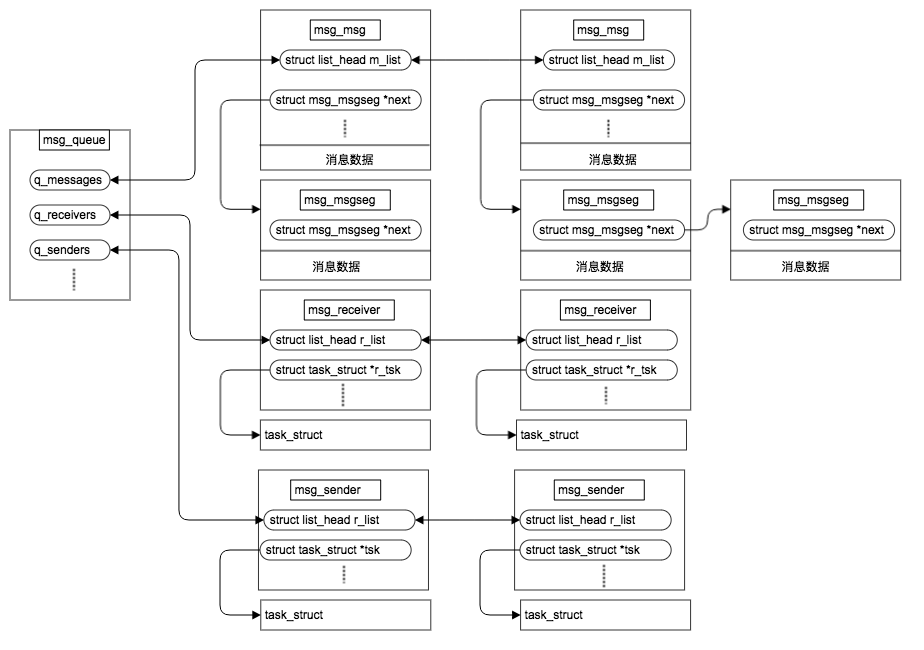 msg_queue
q_messages
q_receivers
q_senders
msg_msg
struct list_head m_list
struct msg_msgseg *next
消息数据
msg_msg
struct list_head m_list
struct msg_msgseg *next
消息数据
msg_msgseg
struct msg_msgseg *next
消息数据
msg_msgseg
struct msg_msgseg *next
消息数据
msg_msgseg
struct msg_msgseg *next
消息数据
msg_receiver
struct list_head r_list
struct task_struct *r_tsk
task_struct
msg_receiver
struct list_head r_list
struct task_struct *r_tsk
task_struct
msg_sender
struct list_head r_list
struct task_struct *tsk
task_struct
msg_sender
struct list_head r_list
struct task_struct *tsk
task_struct